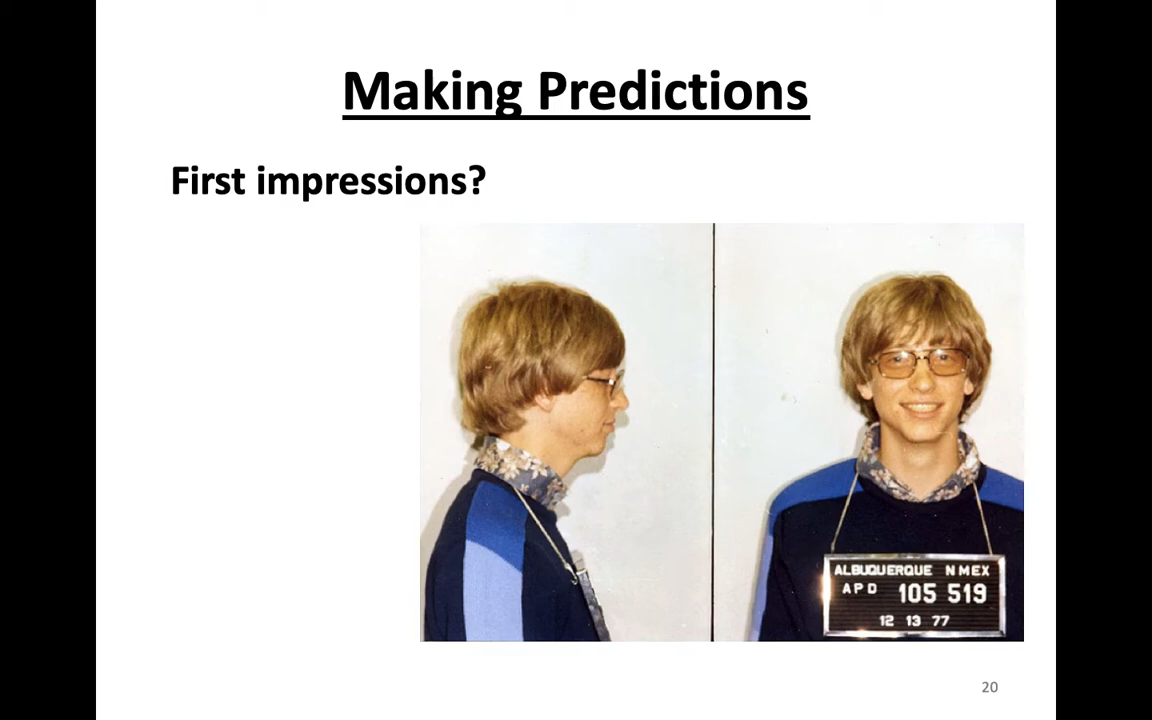 Making Predictions
First impressions?
ALBUQUERQUE N MEX
APD 105 519
12 13 77
20